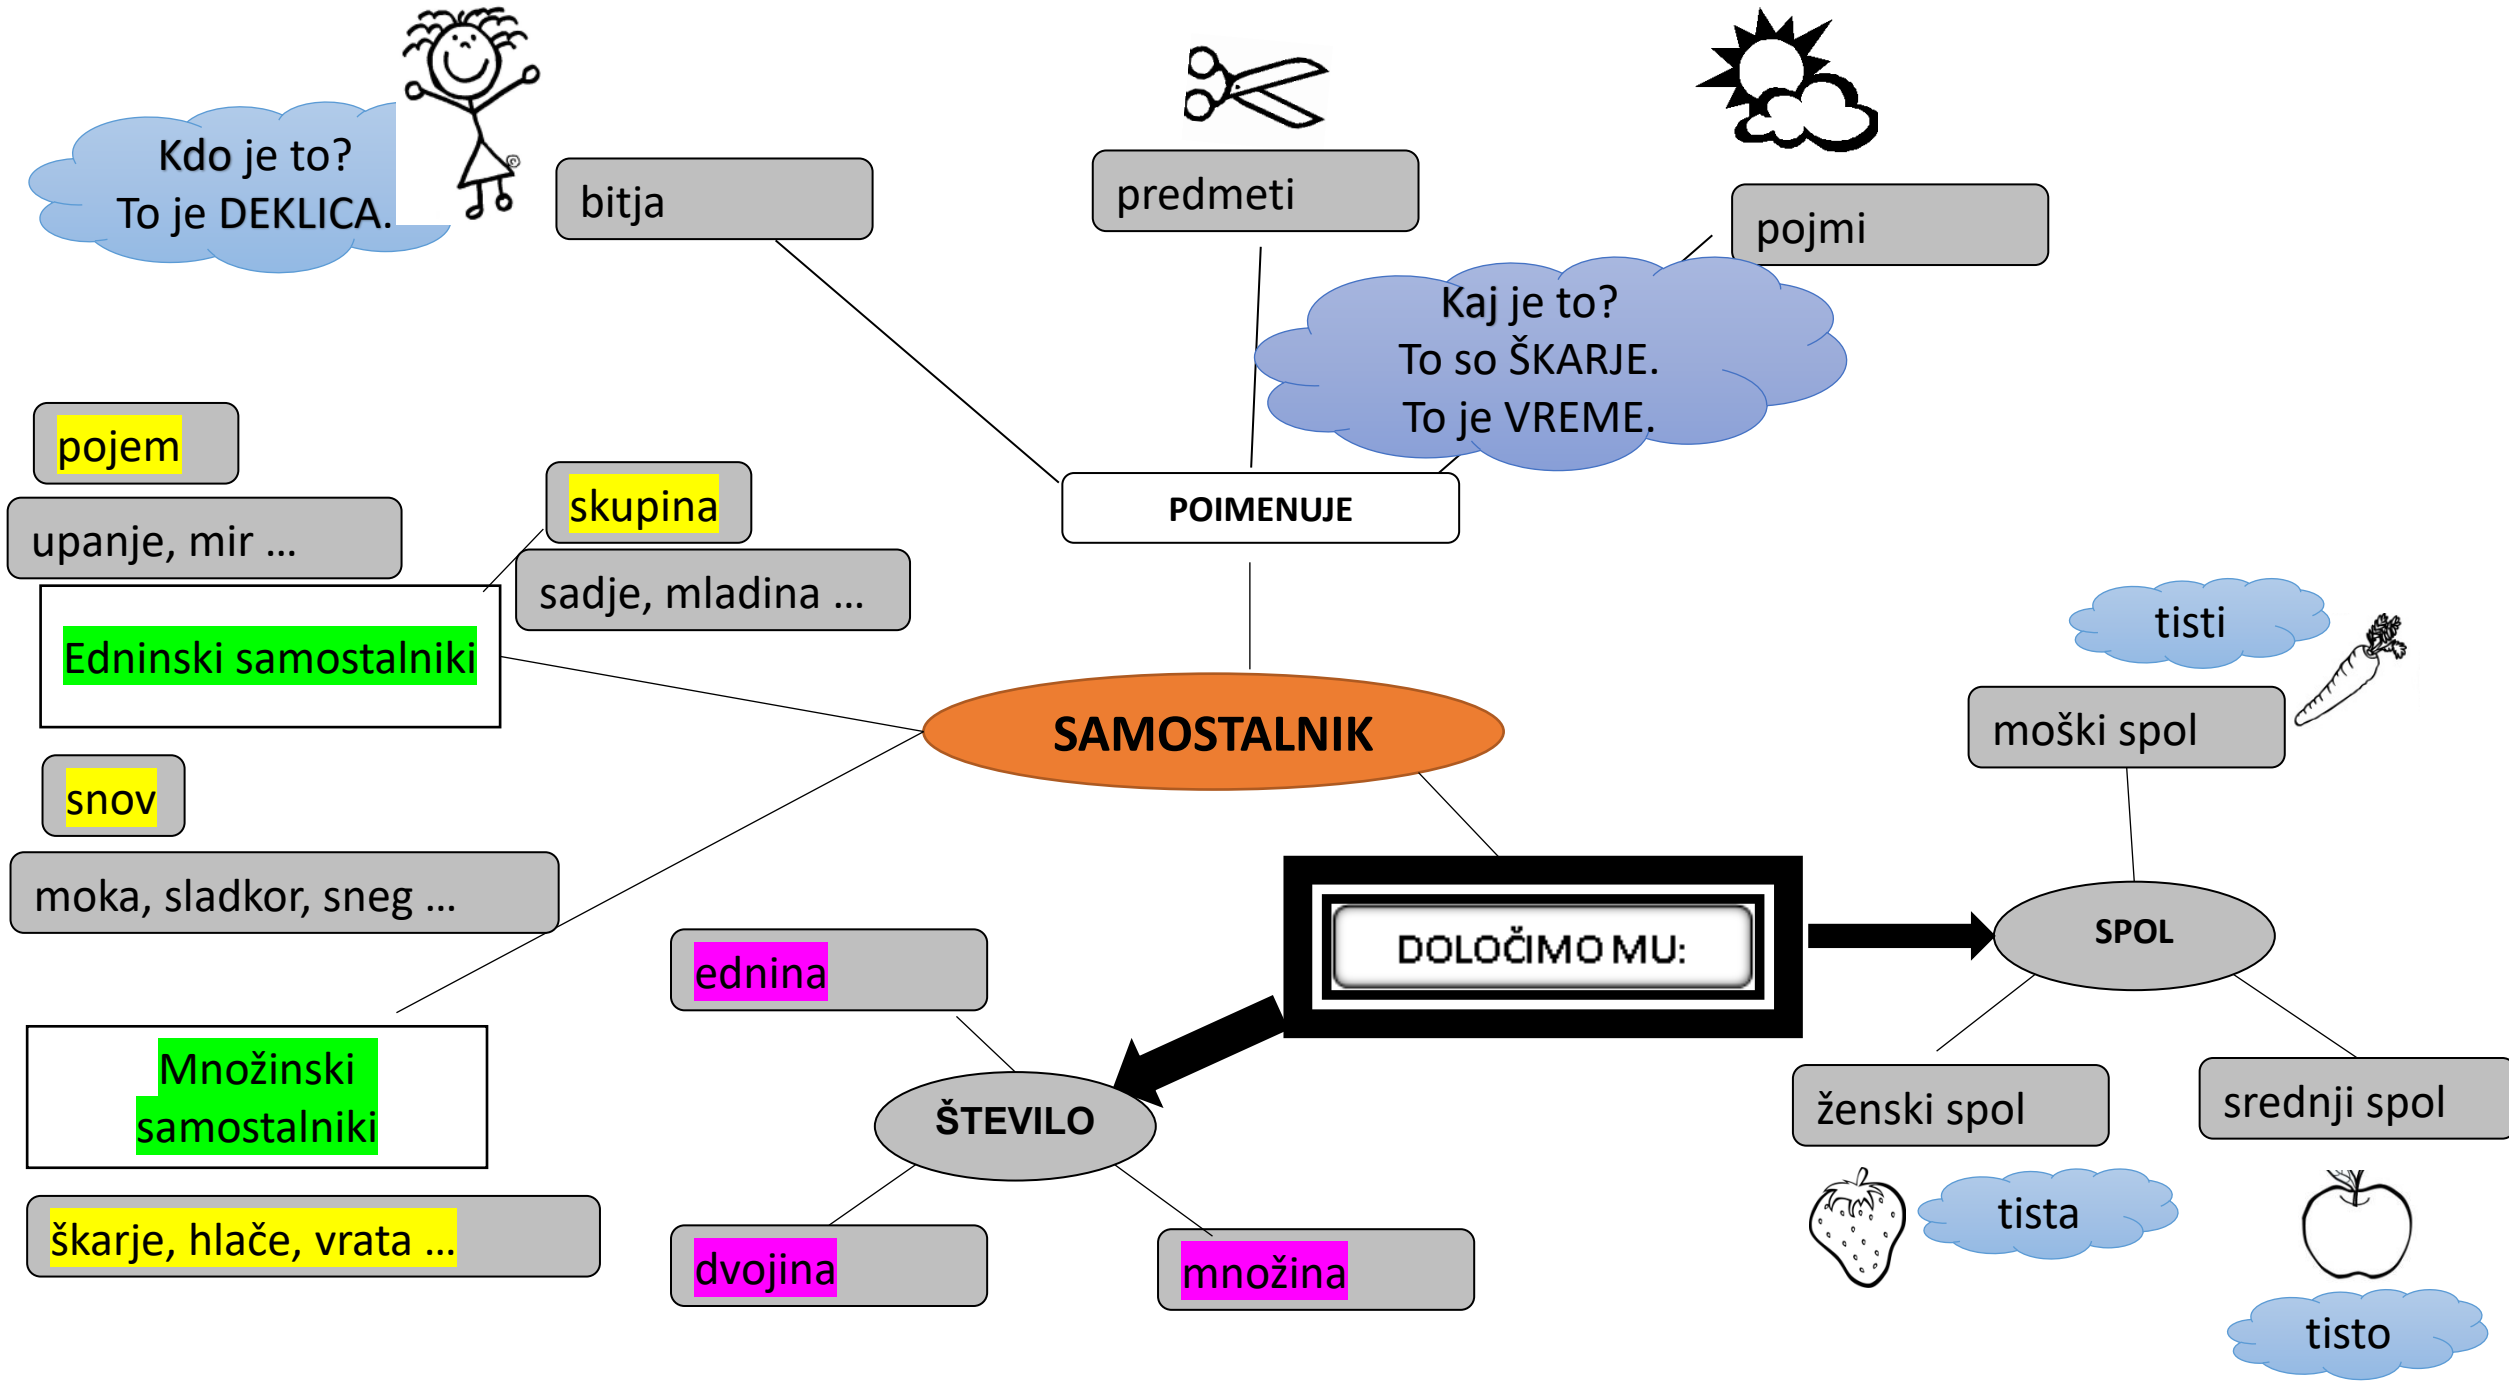 Kdo je to?
To je DEKLICA.
bitja
predmeti
pojmi
Kaj je to?
To so ŠKARJE.
To je VREME.
pojem
upanje, mir ...
skupina
sadje, mladina ...
POIMENUJE
Edninski samostalniki
SAMOSTALNIK
tisti
moški spol
snov
moka, sladkor, sneg ...
ednina
DOLOČIMO MU:
SPOL
Množinski
samostalniki
ŠTEVILO
ženski spol
srednji spol
škarje, hlače, vrata ...
dvojina
množina
tista
tisto